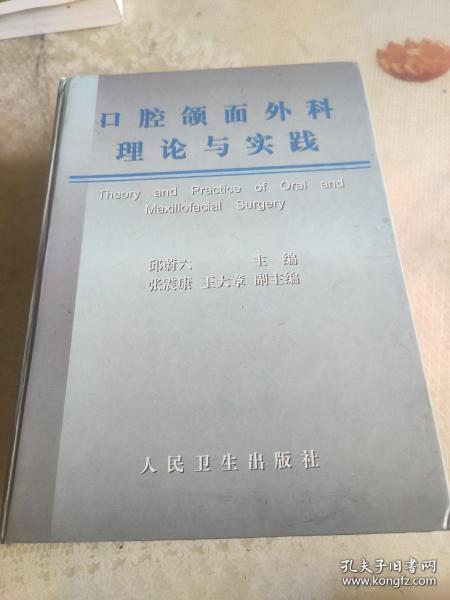 口腔颌面外科
理论与实践
Theory and Practice of Oral and
Maxillofacial Surgery
邱蔚六 主编
张震康 王大章 副主编
人民卫生出版社
孔夫子旧书网
www.kongfz.com